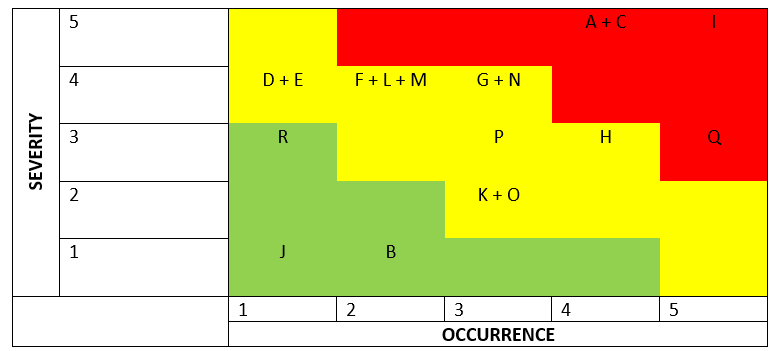 SEVERITY
5 A + C I
4 D + E F + L + M G + N
3 R P H Q
2 K + O
1 J B
1 2 3 4 5
OCCURRENCE